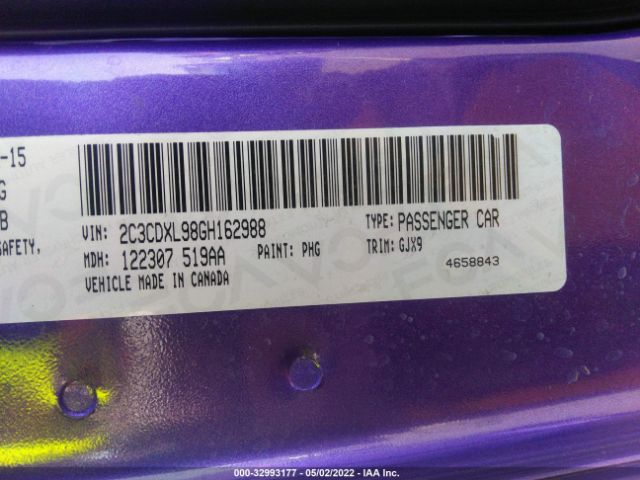 -15
G
B
SAFETY,
VIN: 2C3CDXL98GH162988 TYPE: PASSENGER CAR
MDH: 122307 519AA PAINT: PHG TRIM: GJX9
VEHICLE MADE IN CANADA 4658843
000-32993177 - 05/02/2022 - IAA Inc.